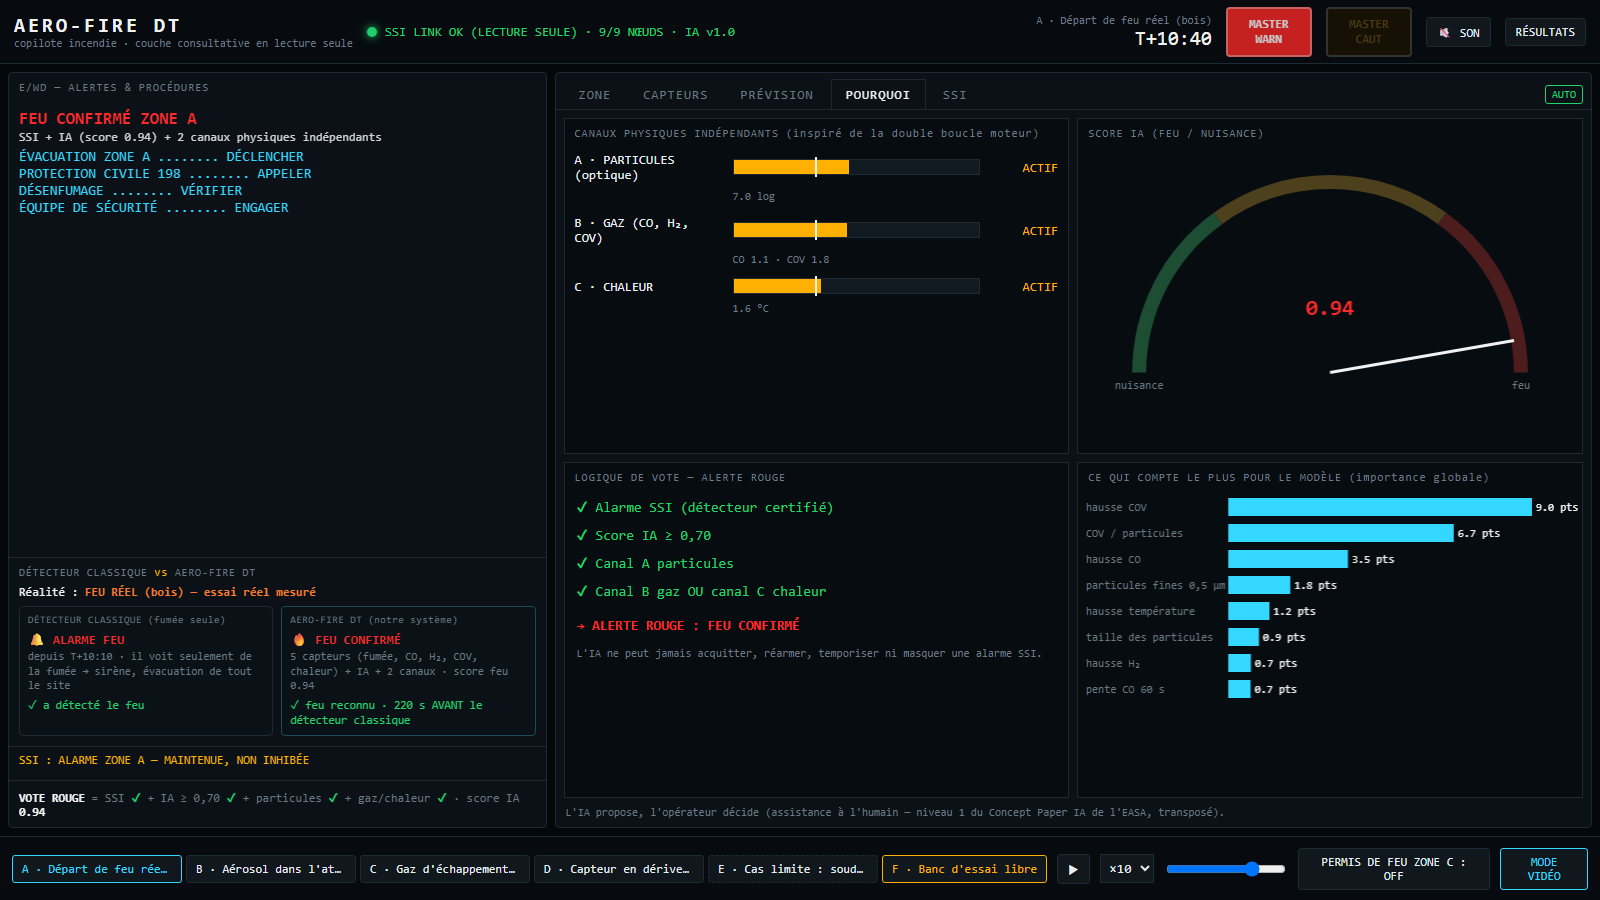 AERO-FIRE DT
copilote incendie · couche consultative en lecture seule
SSI LINK OK (LECTURE SEULE) · 9/9 NŒUDS · IA v1.0
A · Départ de feu réel (bois)
T+10:40
MASTER
WARN
MASTER
CAUT
SON
RÉSULTATS
E/WD — ALERTES & PROCÉDURES
FEU CONFIRMÉ ZONE A
SSI + IA (score 0.94) + 2 canaux physiques indépendants
ÉVACUATION ZONE A ........ DÉCLENCHER
PROTECTION CIVILE 198 ........ APPELER
DÉSENFUMAGE ........ VÉRIFIER
ÉQUIPE DE SÉCURITÉ ........ ENGAGER
DÉTECTEUR CLASSIQUE vs AERO-FIRE DT
Réalité : FEU RÉEL (bois) — essai réel mesuré
DÉTECTEUR CLASSIQUE (fumée seule)
ALARME FEU
depuis T+10:10 · il voit seulement de
la fumée → sirène, évacuation de tout
le site
✓ a détecté le feu
AERO-FIRE DT (notre système)
FEU CONFIRMÉ
5 capteurs (fumée, CO, H₂, COV,
chaleur) + IA + 2 canaux · score feu
0.94
✓ feu reconnu · 220 s AVANT le
détecteur classique
SSI : ALARME ZONE A — MAINTENUE, NON INHIBÉE
VOTE ROUGE = SSI ✓ + IA ≥ 0,70 ✓ + particules ✓ + gaz/chaleur ✓ · score IA
0.94
ZONE
CAPTEURS
PRÉVISION
POURQUOI
SSI
AUTO
CANAUX PHYSIQUES INDÉPENDANTS (inspiré de la double boucle moteur)
A · PARTICULES
(optique)
ACTIF
7.0 log
B · GAZ (CO, H₂,
COV)
ACTIF
CO 1.1 · COV 1.8
C · CHALEUR
ACTIF
1.6 °C
SCORE IA (FEU / NUISANCE)
0.94
nuisance
feu
LOGIQUE DE VOTE — ALERTE ROUGE
✓ Alarme SSI (détecteur certifié)
✓ Score IA ≥ 0,70
✓ Canal A particules
✓ Canal B gaz OU canal C chaleur
→ ALERTE ROUGE : FEU CONFIRMÉ
L'IA ne peut jamais acquitter, réarmer, temporiser ni masquer une alarme SSI.
CE QUI COMPTE LE PLUS POUR LE MODÈLE (importance globale)
hausse COV 9.0 pts
COV / particules 6.7 pts
hausse CO 3.5 pts
particules fines 0,5 µm 1.8 pts
hausse température 1.2 pts
taille des particules 0.9 pts
hausse H₂ 0.7 pts
pente CO 60 s 0.7 pts
L'IA propose, l'opérateur décide (assistance à l'humain — niveau 1 du Concept Paper IA de l'EASA, transposé).
A · Départ de feu rée…
B · Aérosol dans l'at…
C · Gaz d'échappement…
D · Capteur en dérive…
E · Cas limite : soud…
F · Banc d'essai libre
▶
x10
PERMIS DE FEU ZONE C :
OFF
MODE
VIDÉO